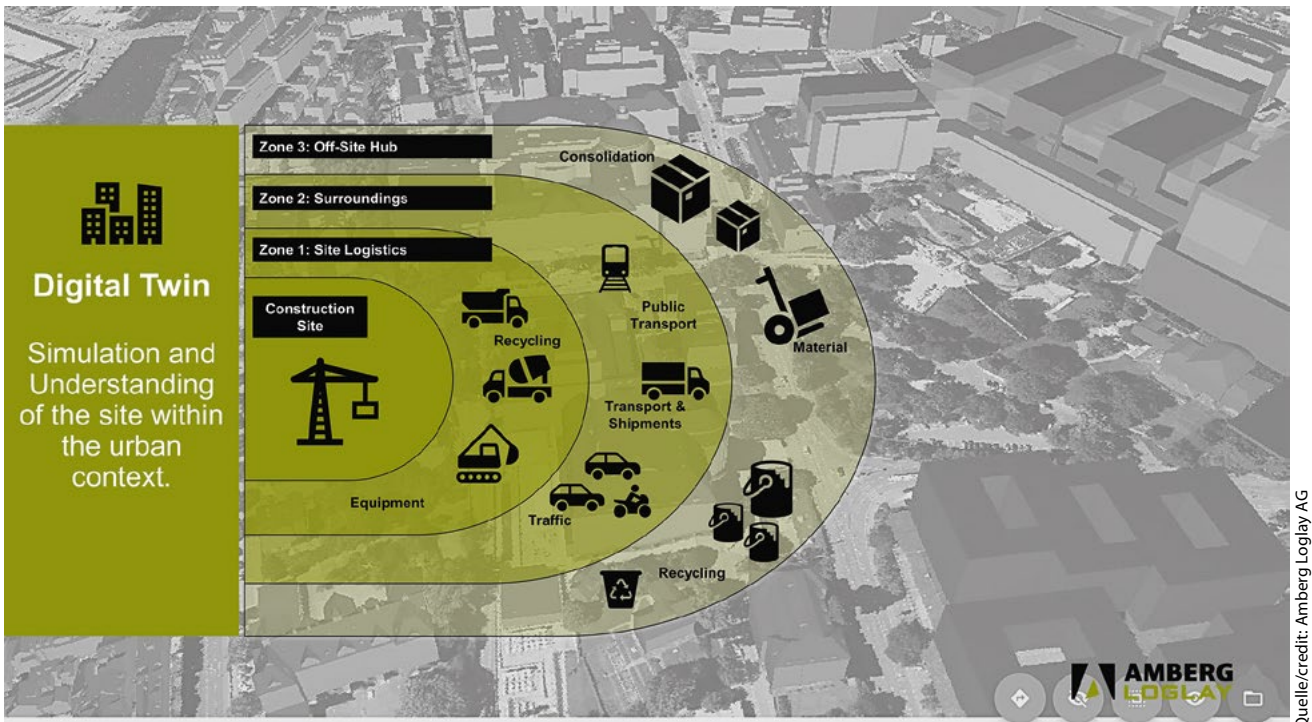 Digital Twin
Simulation and
Understanding
of the site within
the urban
context.
Zone 3: Off-Site Hub
Zone 2: Surroundings
Zone 1: Site Logistics
Construction
Site
Consolidation
Public
Transport
Recycling
Material
Transport &
Shipments
Equipment
Traffic
Recycling
AMBERG
LOGLAY
Quelle/credit: Amberg Loglay AG